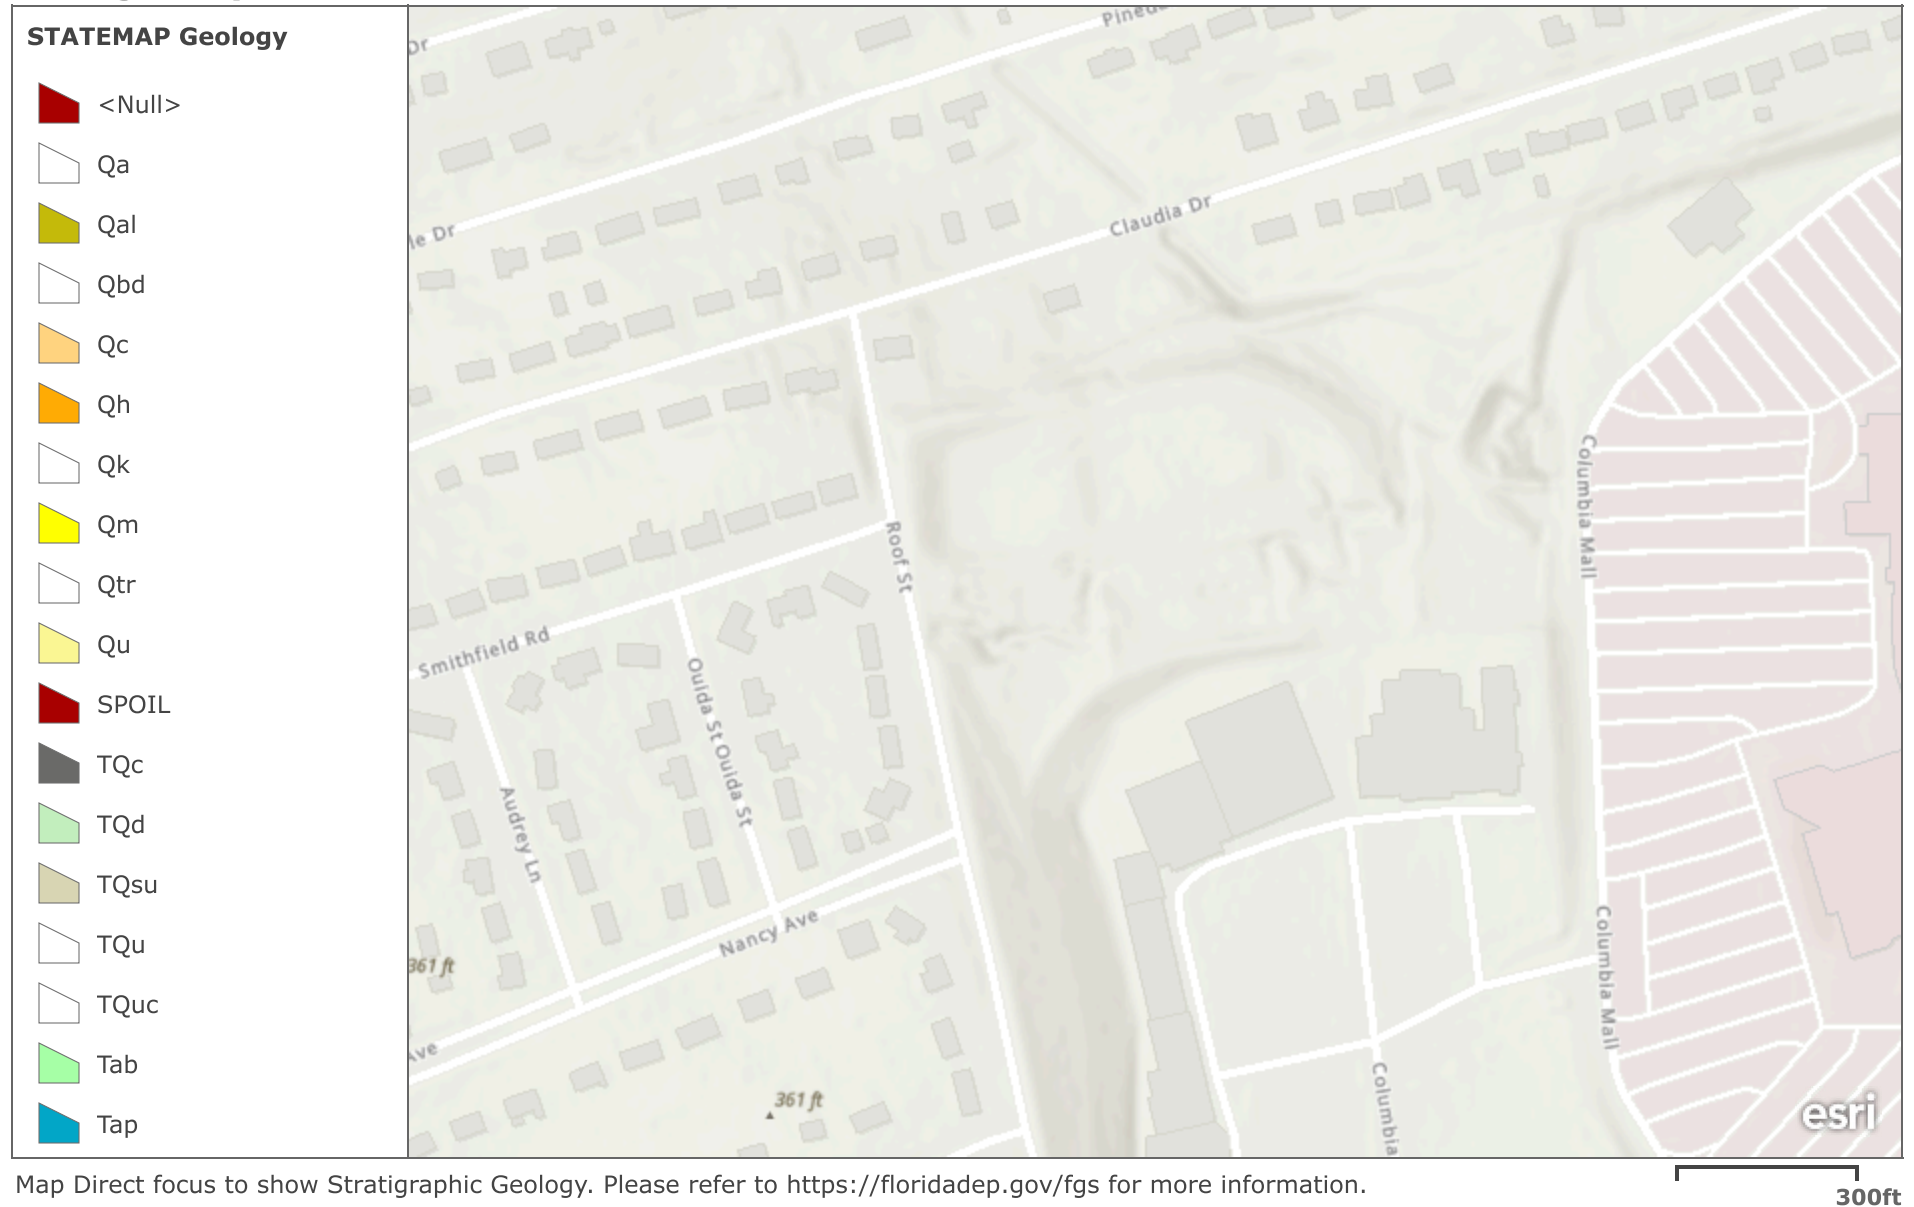 STATEMAP Geology
<Null>
Qa
Qal
Qbd
Qc
Qh
Qk
Qm
Qtr
Qu
SPOIL
TQc
TQd
TQsu
TQu
TQuc
Tab
Tap
Dr
le Dr
Claudia Dr
Columbia Mall
Roof St
Smithfield Rd
Ouida St
Ouida St
Audrey Ln
Nancy Ave
Columbia Mall
361 ft
Ave
361 ft
Columbia
esri
Map Direct focus to show Stratigraphic Geology. Please refer to https://floridadep.gov/fgs for more information.
300ft